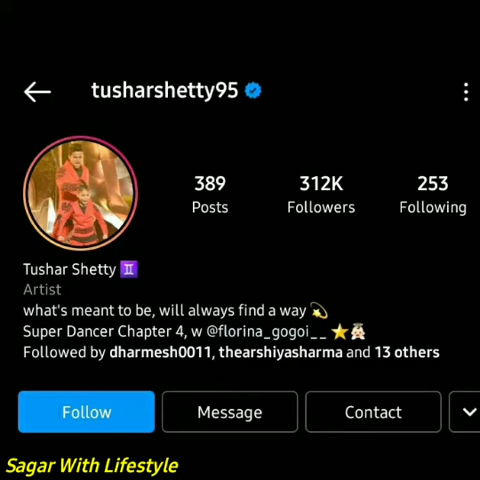 tusharshetty95
389 312K 253
Posts Followers Following
Tushar Shetty ♊
Artist
what's meant to be, will always find a way 💫
Super Dancer Chapter 4, w @florina_gogoi__ ⭐👼🏻
Followed by dharmesh0011, thearshiyasharma and 13 others
Follow Message Contact
Sagar With Lifestyle